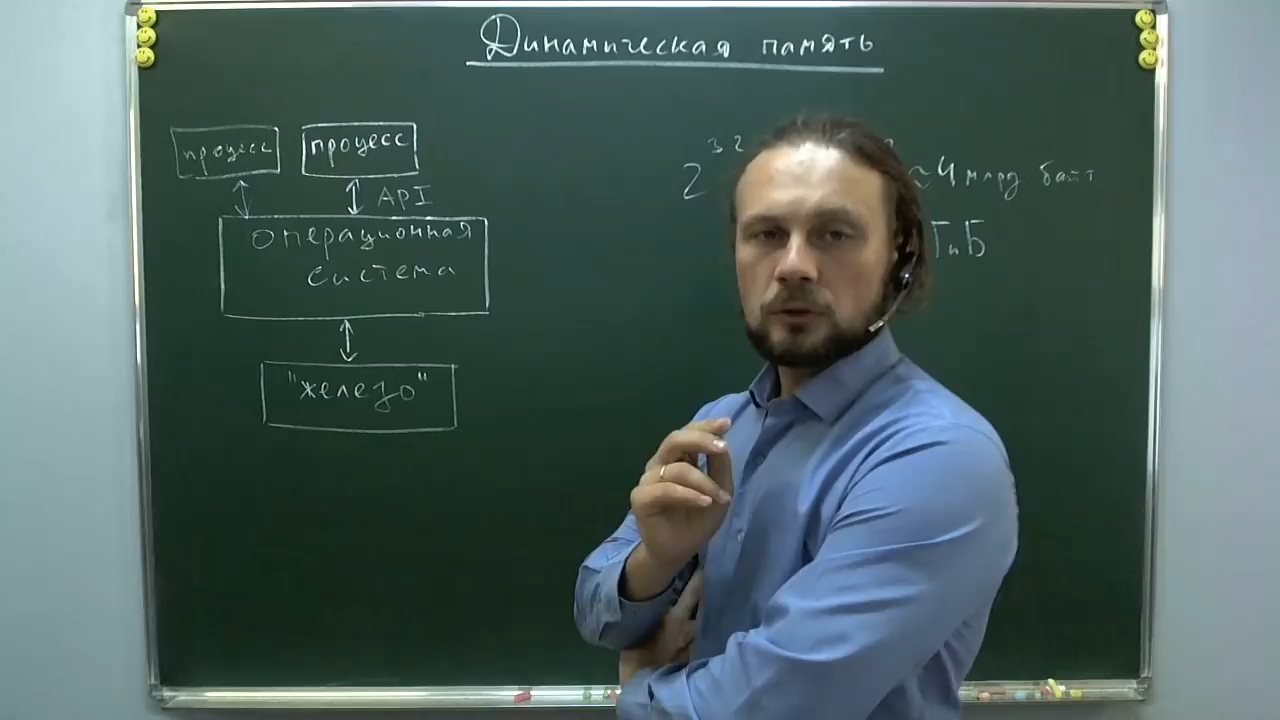 Динамическая память
процесс процесс
API
операционная
система
"железо"
2^32
≈ 4 млрд байт
ГиБ